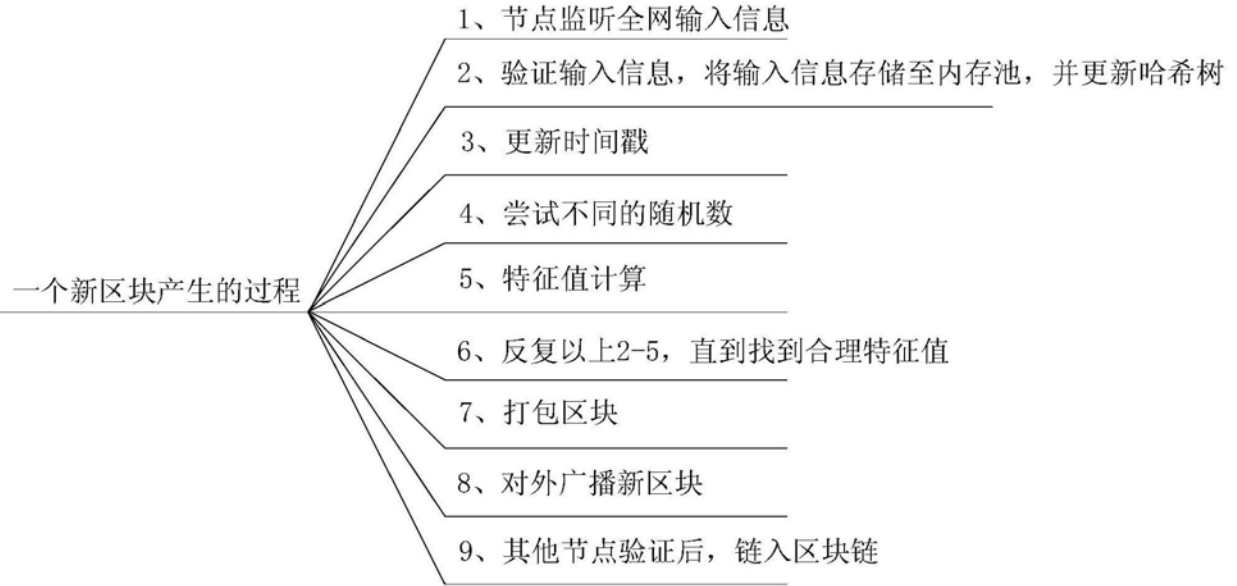 1、节点监听全网输入信息
2、验证输入信息，将输入信息存储至内存池，并更新哈希树
3、更新时间戳
4、尝试不同的随机数
一个新区块产生的过程
5、特征值计算
6、反复以上2-5，直到找到合理特征值
7、打包区块
8、对外广播新区块
9、其他节点验证后，链入区块链